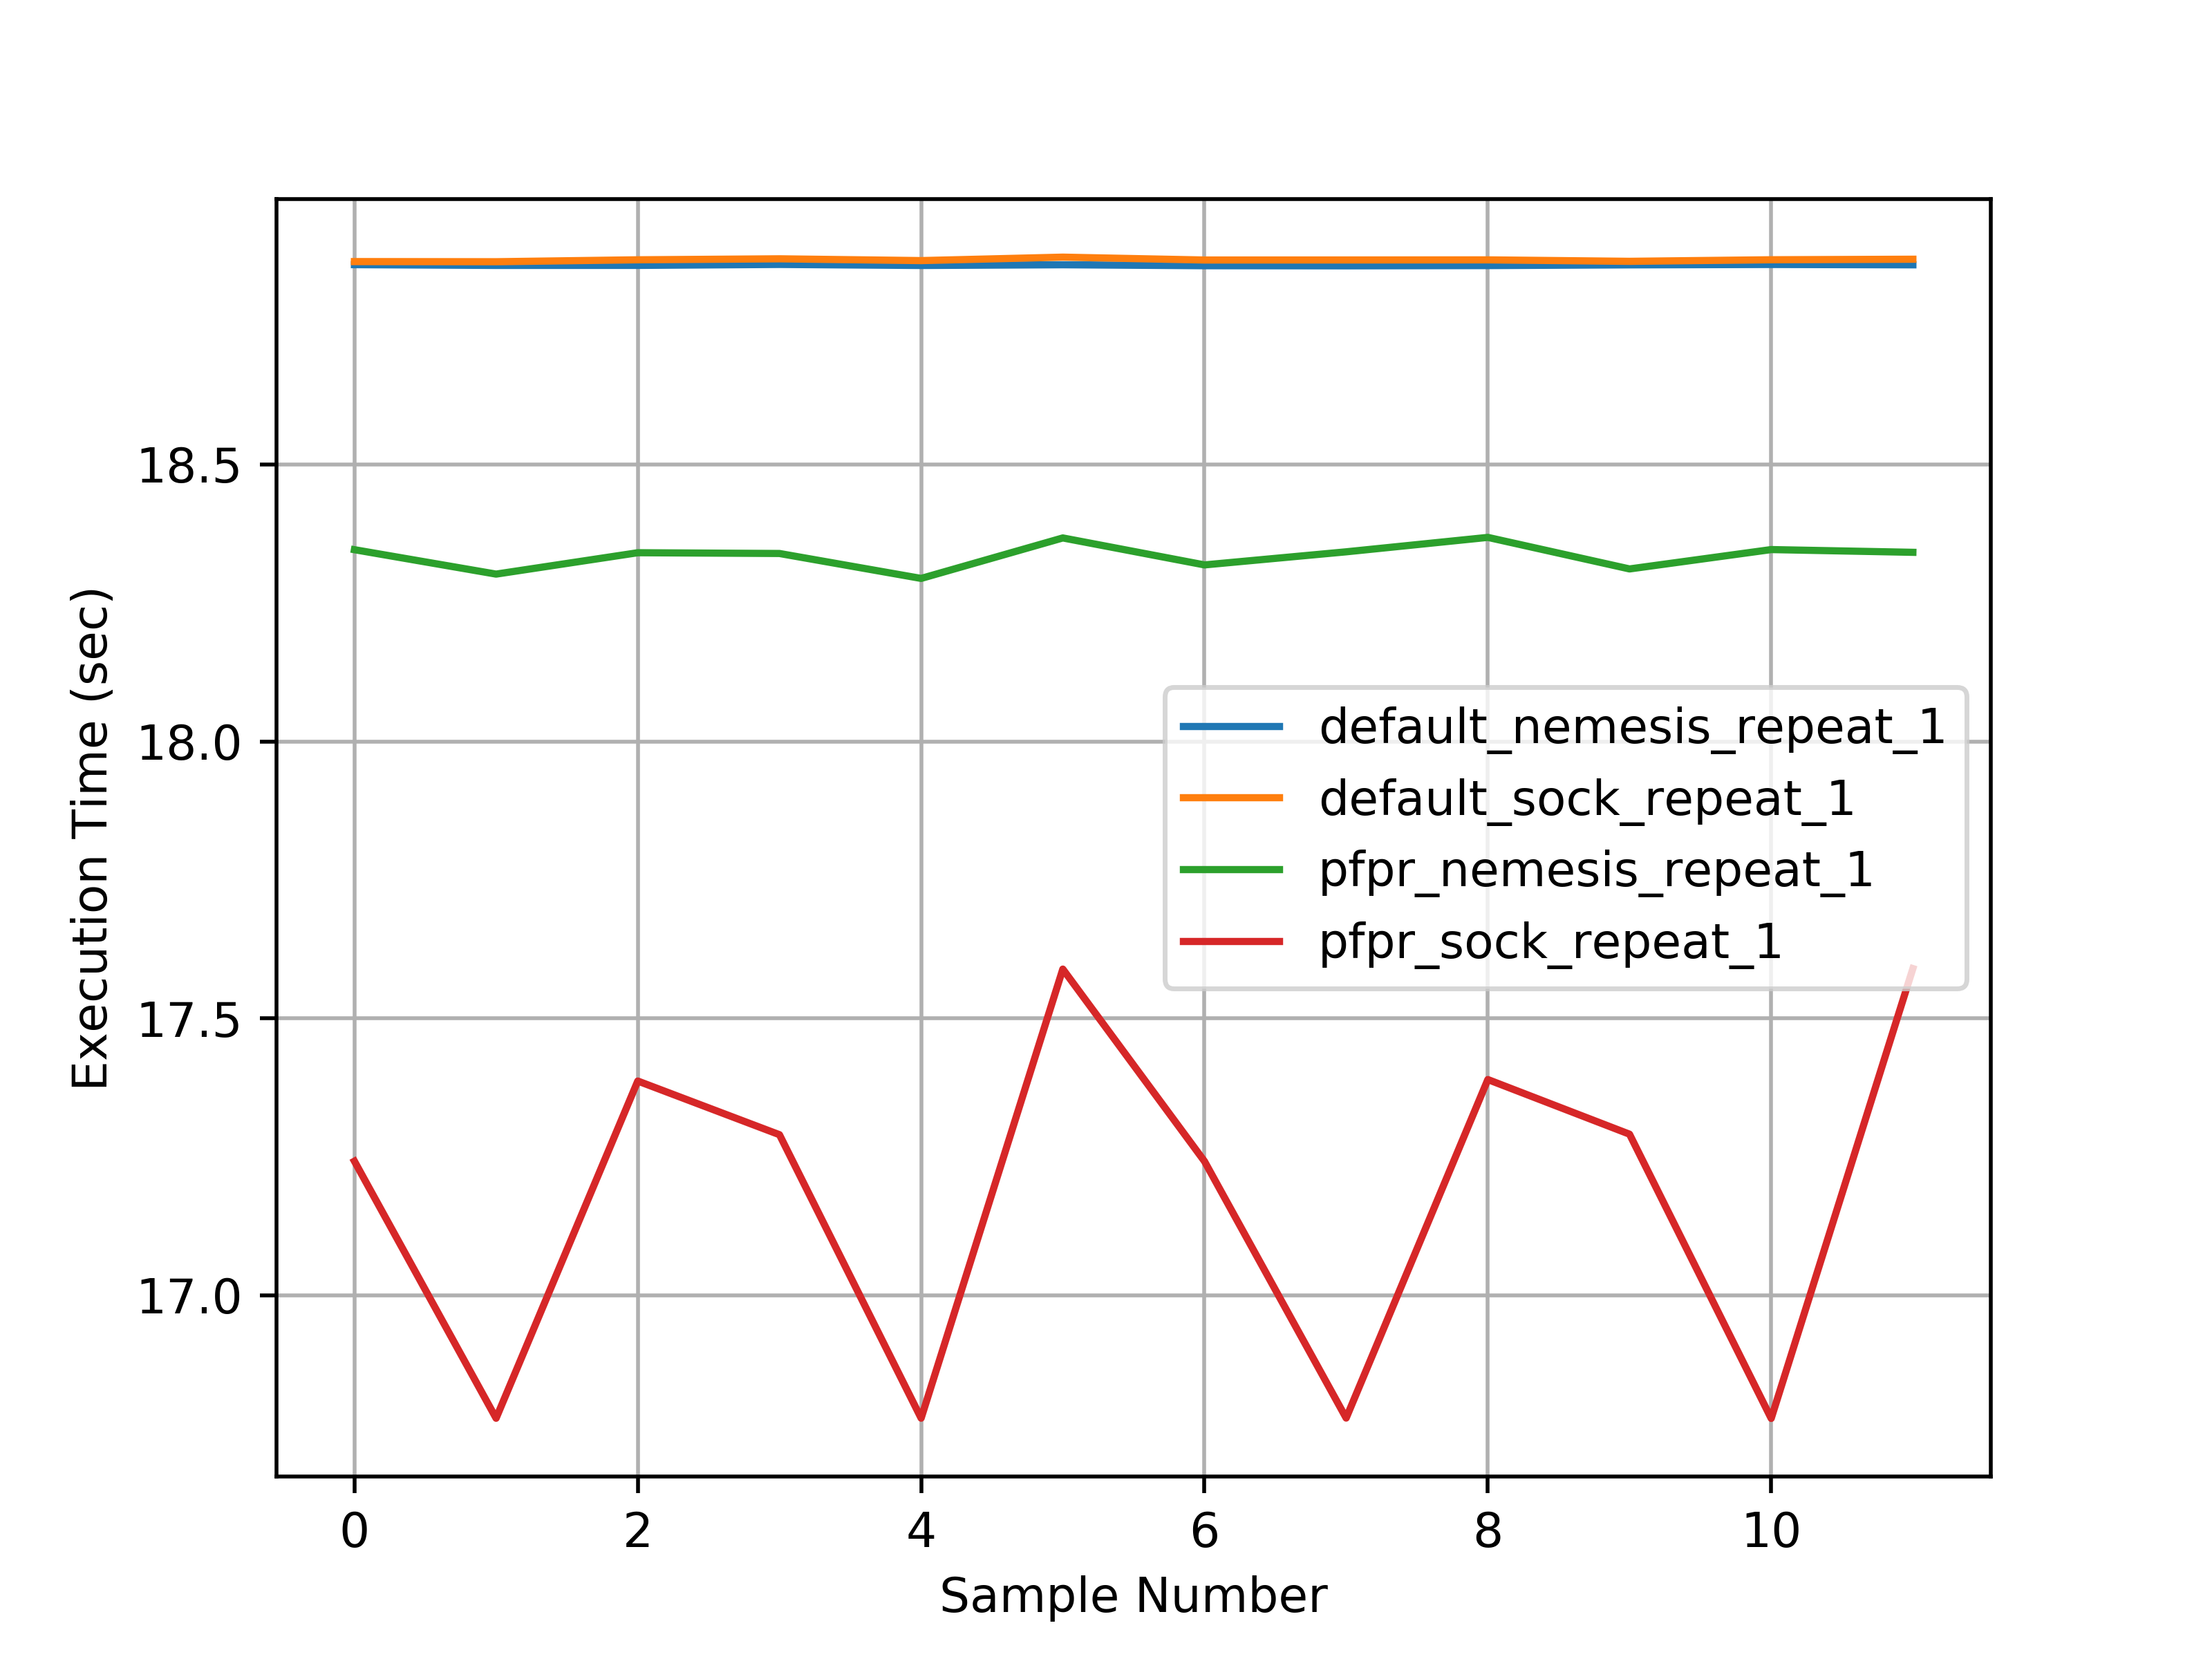 18.5
18.0
17.5
17.0
Execution Time (sec)
default_nemesis_repeat_1
default_sock_repeat_1
pfpr_nemesis_repeat_1
pfpr_sock_repeat_1
0 2 4 6 8 10
Sample Number